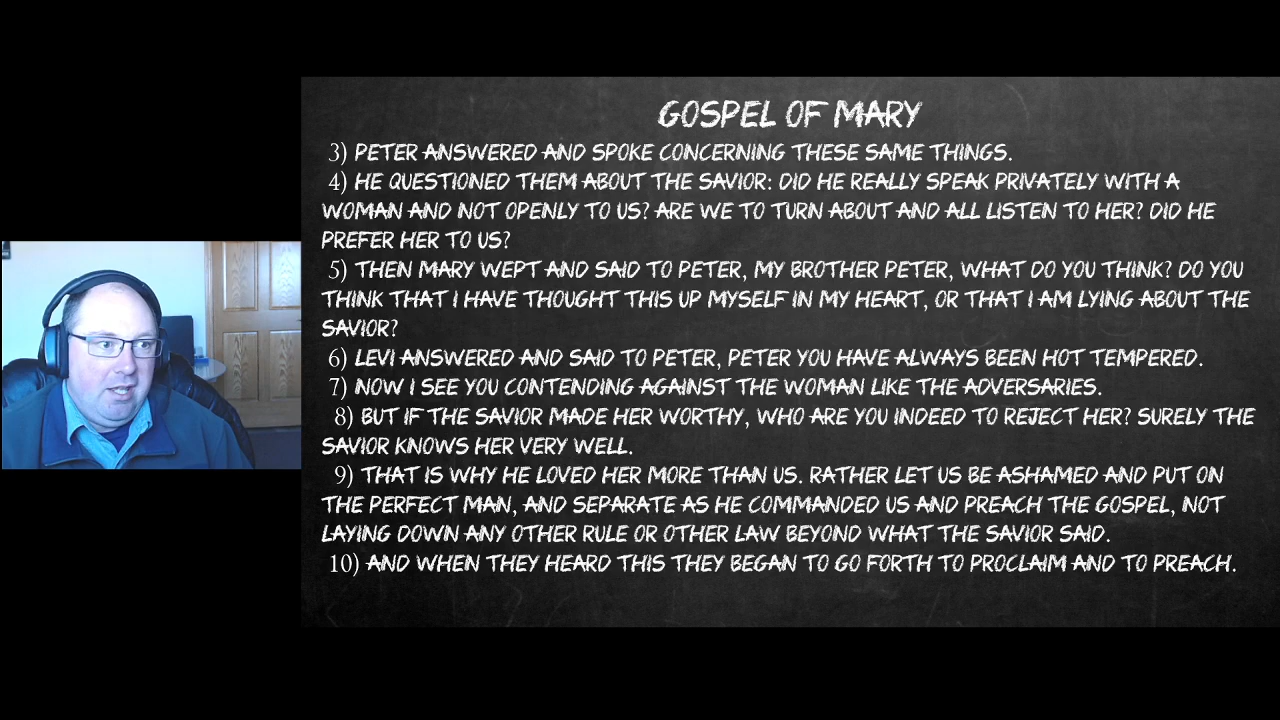 GOSPEL OF MARY
3) PETER ANSWERED AND SPOKE CONCERNING THESE SAME THINGS.
4) HE QUESTIONED THEM ABOUT THE SAVIOR: DID HE REALLY SPEAK PRIVATELY WITH A
WOMAN AND NOT OPENLY TO US? ARE WE TO TURN ABOUT AND ALL LISTEN TO HER? DID HE
PREFER HER TO US?
5) THEN MARY WEPT AND SAID TO PETER, MY BROTHER PETER, WHAT DO YOU THINK? DO YOU
THINK THAT I HAVE THOUGHT THIS UP MYSELF IN MY HEART, OR THAT I AM LYING ABOUT THE
SAVIOR?
6) LEVI ANSWERED AND SAID TO PETER, PETER YOU HAVE ALWAYS BEEN HOT TEMPERED.
7) NOW I SEE YOU CONTENDING AGAINST THE WOMAN LIKE THE ADVERSARIES.
8) BUT IF THE SAVIOR MADE HER WORTHY, WHO ARE YOU INDEED TO REJECT HER? SURELY THE
SAVIOR KNOWS HER VERY WELL.
9) THAT IS WHY HE LOVED HER MORE THAN US. RATHER LET US BE ASHAMED AND PUT ON
THE PERFECT MAN, AND SEPARATE AS HE COMMANDED US AND PREACH THE GOSPEL, NOT
LAYING DOWN ANY OTHER RULE OR OTHER LAW BEYOND WHAT THE SAVIOR SAID.
10) AND WHEN THEY HEARD THIS THEY BEGAN TO GO FORTH TO PROCLAIM AND TO PREACH.